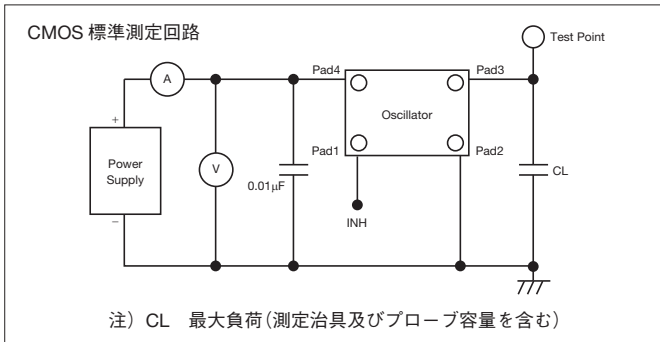 CMOS 標準測定回路
Test Point
A
Pad4
Pad3
Oscillator
+
Power
Supply
−
V
0.01μF
Pad1
Pad2
CL
INH
注) CL 最大負荷(測定治具及びプローブ容量を含む)